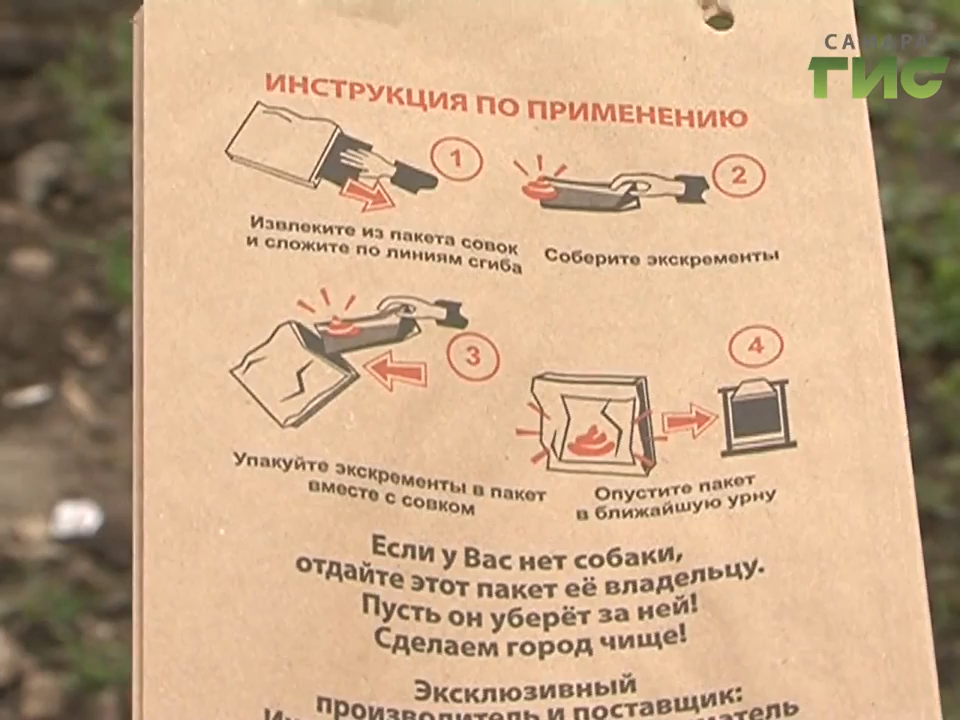 САМАРА
ГИС
ИНСТРУКЦИЯ ПО ПРИМЕНЕНИЮ
1
Извлеките из пакета совок
и сложите по линиям сгиба
2
Соберите экскременты
3
Упакуйте экскременты в пакет
вместе с совком
4
Опустите пакет
в ближайшую урну
Если у Вас нет собаки,
отдайте этот пакет её владельцу.
Пусть он уберёт за ней!
Сделаем город чище!
Эксклюзивный
производитель и поставщик: